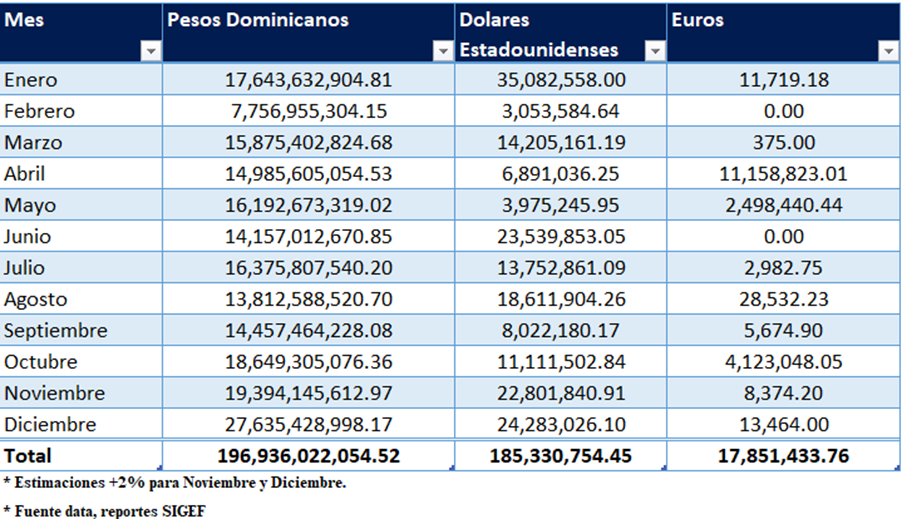 Mes Pesos Dominicanos Dolares Estadounidenses Euros
Enero 17,643,632,904.81 35,082,558.00 11,719.18
Febrero 7,756,955,304.15 3,053,584.64 0.00
Marzo 15,875,402,824.68 14,205,161.19 375.00
Abril 14,985,605,054.53 6,891,036.25 11,158,823.01
Mayo 16,192,673,319.02 3,975,245.95 2,498,440.44
Junio 14,157,012,670.85 23,539,853.05 0.00
Julio 16,375,807,540.20 13,752,861.09 2,982.75
Agosto 13,812,588,520.70 18,611,904.26 28,532.23
Septiembre 14,457,464,228.08 8,022,180.17 5,674.90
Octubre 18,649,305,076.36 11,111,502.84 4,123,048.05
Noviembre 19,394,145,612.97 22,801,840.91 8,374.20
Diciembre 27,635,428,998.17 24,283,026.10 13,464.00
Total 196,936,022,054.52 185,330,754.45 17,851,433.76
* Estimaciones +2% para Noviembre y Diciembre.
* Fuente data, reportes SIGEF